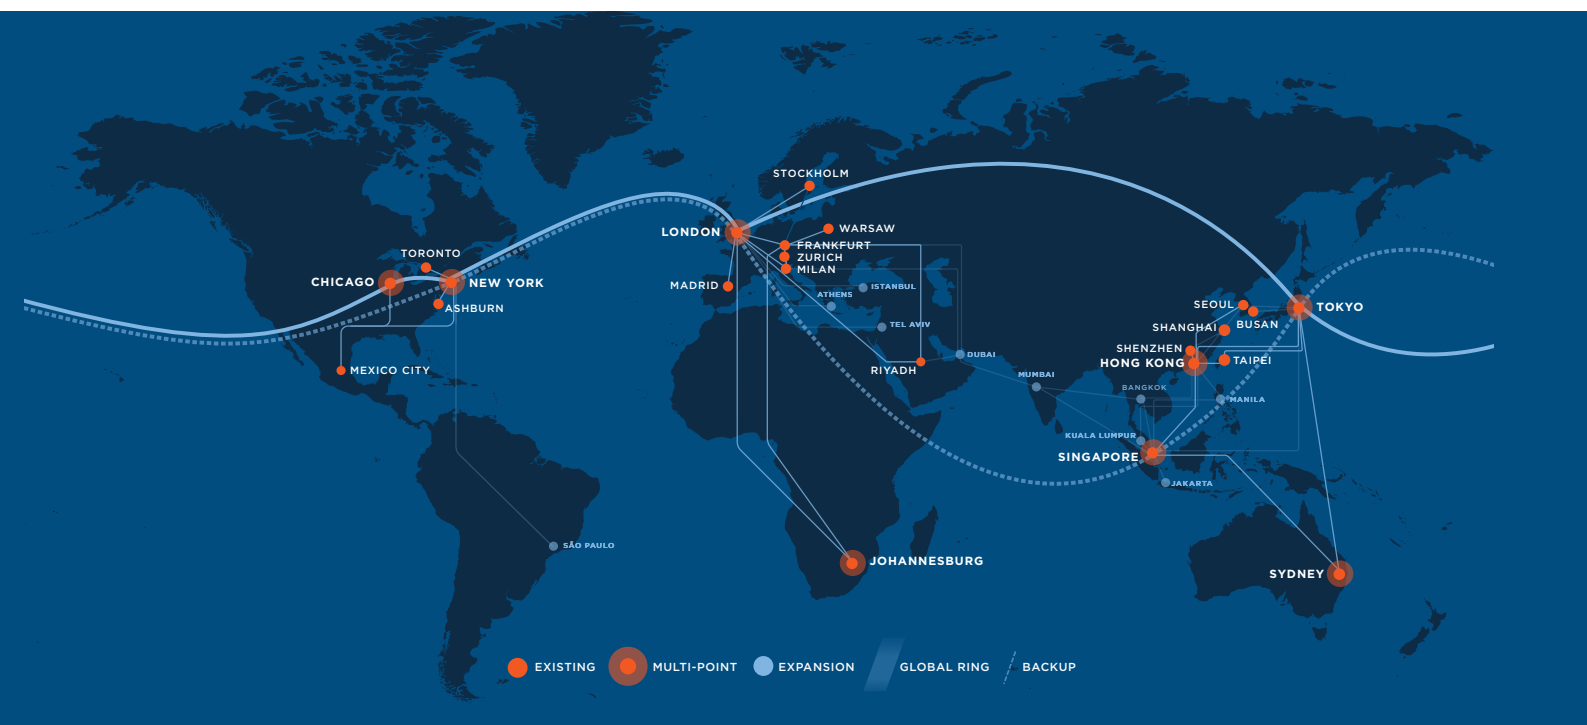 STOCKHOLM
LONDON
WARSAW
FRANKFURT
ZURICH
MILAN
TORONTO
CHICAGO
NEW YORK
MADRID
ISTANBUL
ATHENS
ASHBURN
SEOUL
TOKYO
TEL AVIV
SHANGHAI
BUSAN
SHENZHEN
DUBAI
HONG KONG
TAIPEI
MEXICO CITY
RIYADH
MUMBAI
BANGKOK
MANILA
KUALA LUMPUR
SINGAPORE
JAKARTA
SÃO PAULO
JOHANNESBURG
SYDNEY
EXISTING
MULTI-POINT
EXPANSION
GLOBAL RING
BACKUP